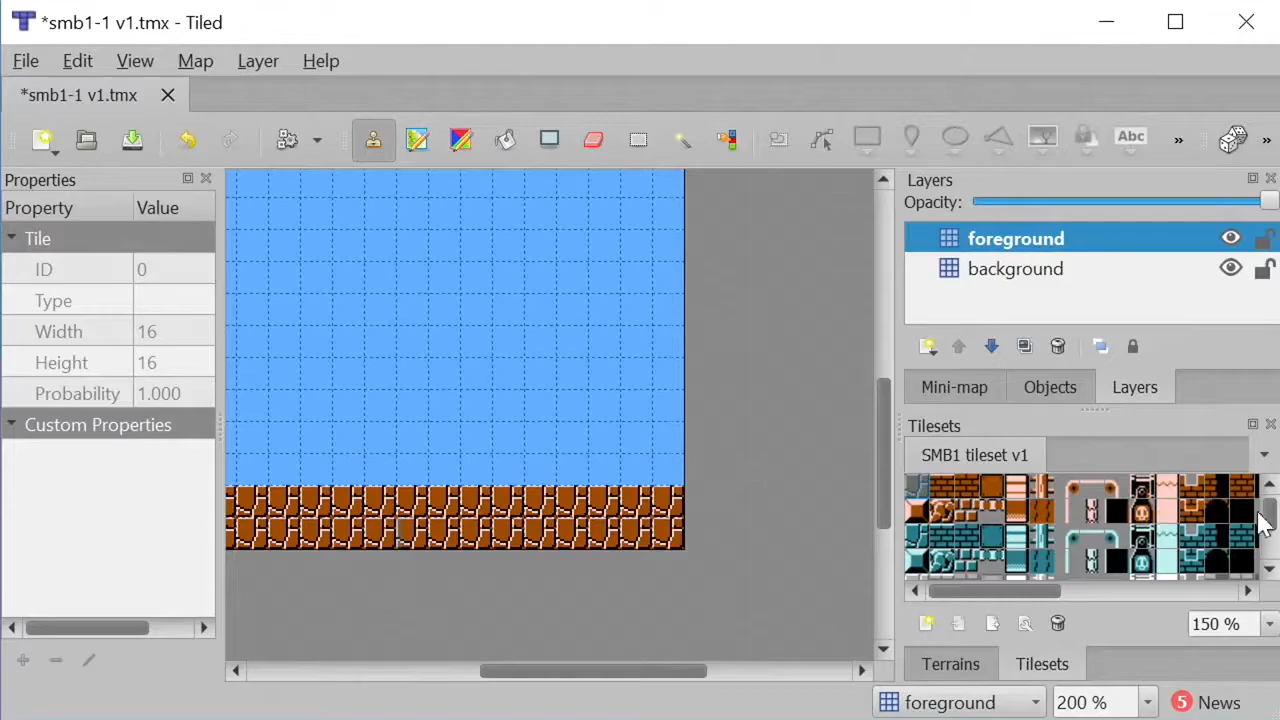 *smb1-1 v1.tmx - Tiled
File Edit View Map Layer Help
*smb1-1 v1.tmx
Abc
»
»
Properties
Property Value
Tile
ID 0
Type
Width 16
Height 16
Probability 1.000
Custom Properties
Layers
Opacity:
foreground
background
Mini-map Objects Layers
Tilesets
SMB1 tileset v1
150 %
Terrains Tilesets
foreground 200 % 5 News